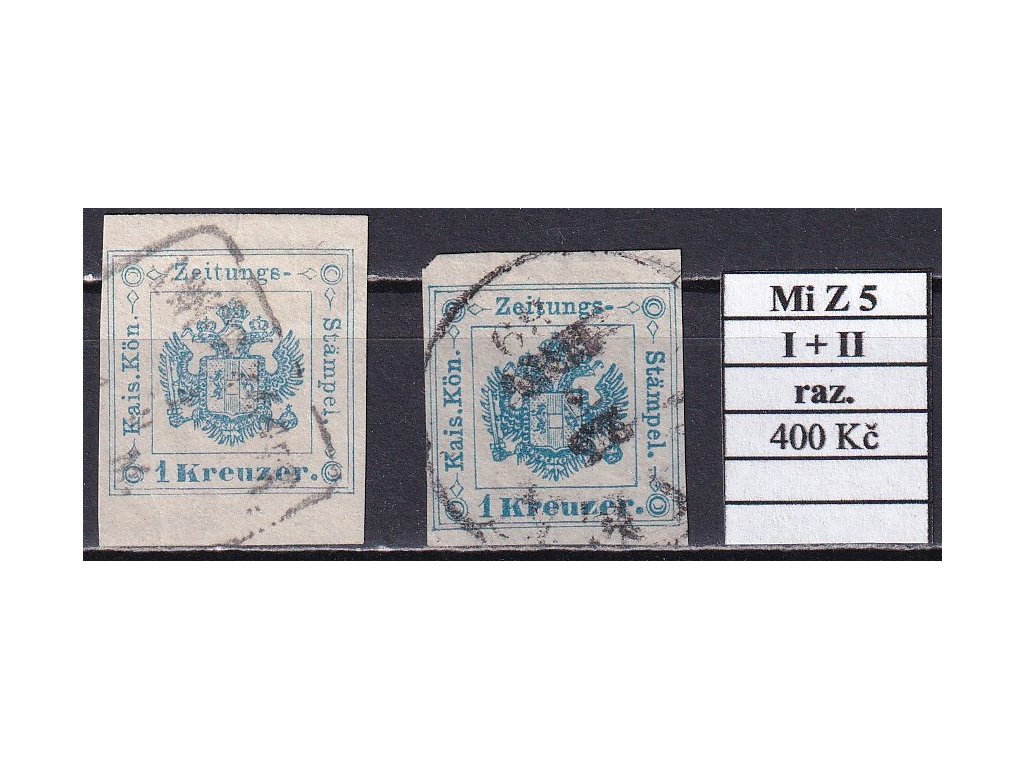 Zeitungs-
Kais. Kön.
Stämpel.
1 Kreuzer.
Zeitungs-
Kais. Kön.
Stämpel.
1 Kreuzer.
Mi Z 5
I + II
raz.
400 Kč